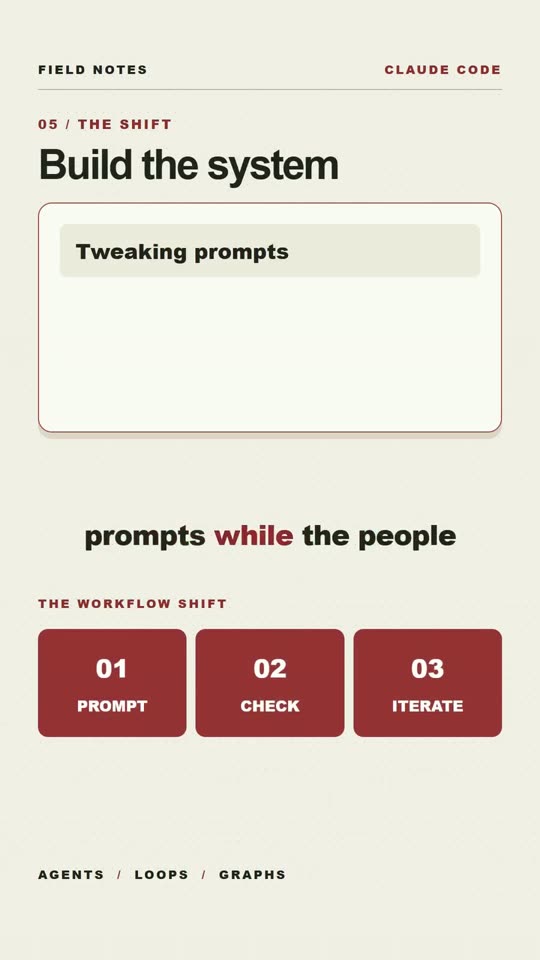 FIELD NOTES
CLAUDE CODE
05 / THE SHIFT
Build the system
Tweaking prompts
prompts while the people
THE WORKFLOW SHIFT
01
PROMPT
02
CHECK
03
ITERATE
AGENTS / LOOPS / GRAPHS